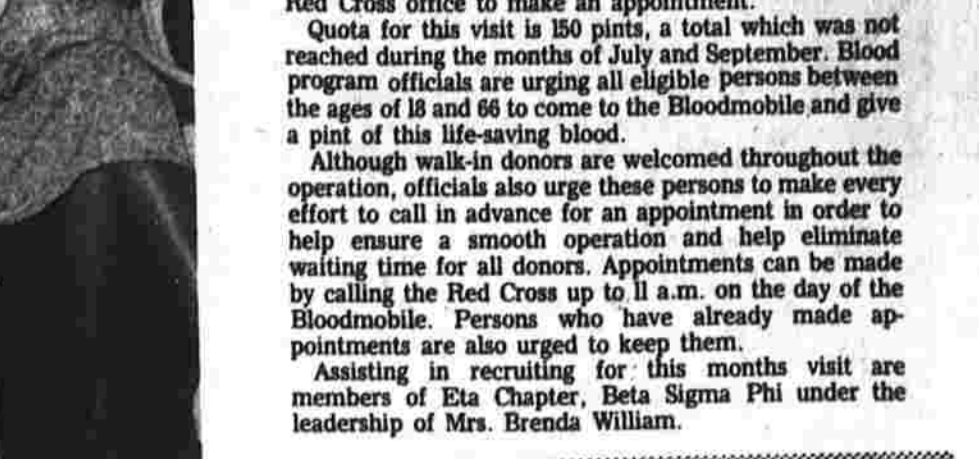 Red Cross office to make an appointment.
Quota for this visit is 150 pints, a total which was not
reached during the months of July and September. Blood
program officials are urging all eligible persons between
the ages of 18 and 66 to come to the Bloodmobile and give
a pint of this life-saving blood.
Although walk-in donors are welcomed throughout the
operation, officials also urge these persons to make every
effort to call in advance for an appointment in order to
help ensure a smooth operation and help eliminate
waiting time for all donors. Appointments can be made
by calling the Red Cross up to 11 a.m. on the day of the
Bloodmobile. Persons who have already made ap-
pointments are also urged to keep them.
Assisting in recruiting for this months visit are
members of Eta Chapter, Beta Sigma Phi under the
leadership of Mrs. Brenda William.